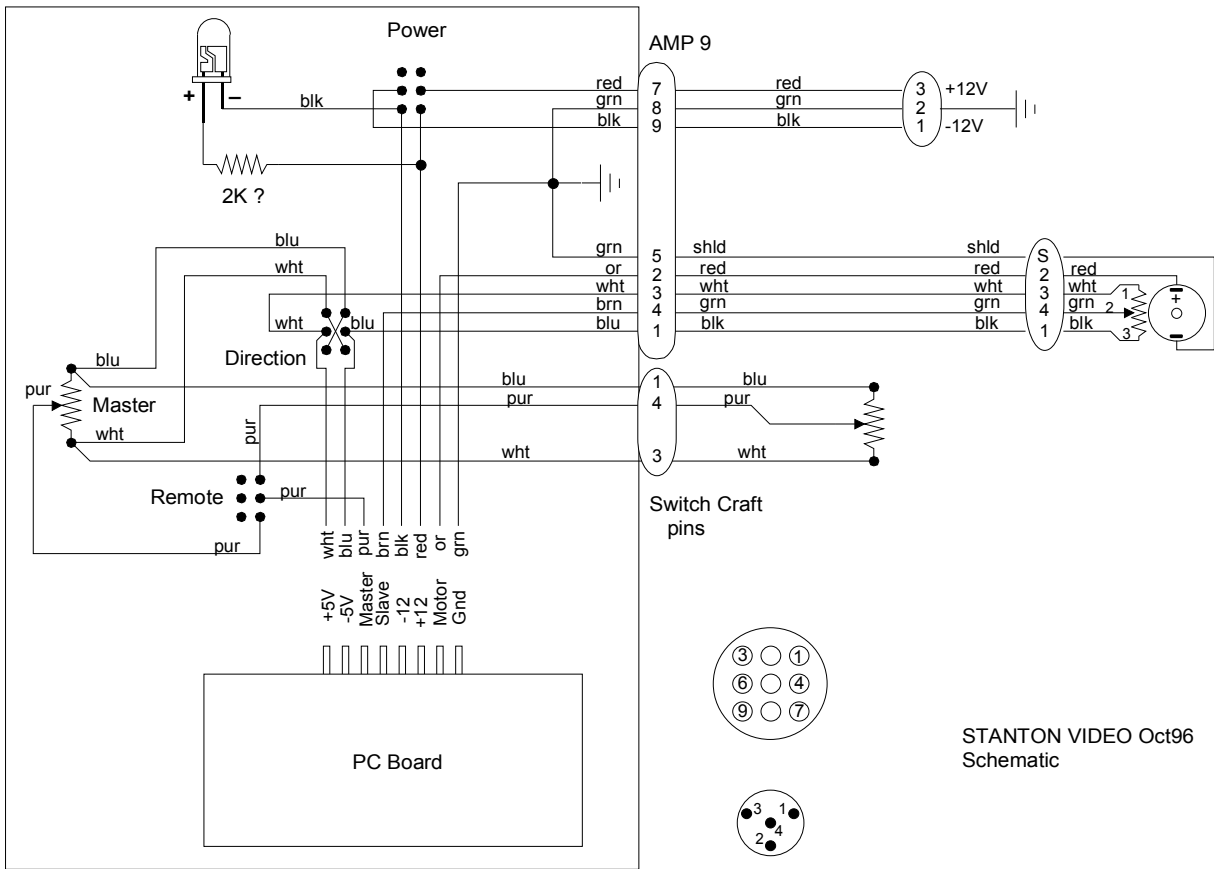 Power
AMP 9
+ –
blk
2K ?
red 7 red 3 +12V
grn 8 grn 2
blk 9 blk 1 -12V
blu
wht
grn 5 shld shld S
or 2 red red 2 red
wht 3 wht wht 3 wht 1
brn 4 grn grn 4 grn 2
blu 1 blk blk 1 blk 3
+
wht blu
Direction
blu
pur
Master
wht
blu 1 blu
pur 4 pur
wht 3 wht
pur
Remote
pur
pur
Switch Craft
pins
wht blu pur brn blk red or grn
+5V -5V Master Slave -12 +12 Motor Gnd
PC Board
3 1
6 4
9 7
STANTON VIDEO Oct96
Schematic
3 1
2 4